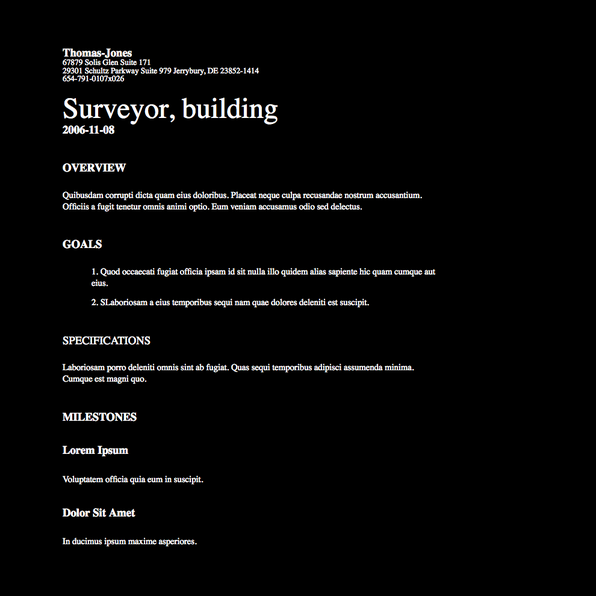 Thomas-Jones
67879 Solis Glen Suite 171
29301 Schultz Parkway Suite 979 Jerrybury, DE 23852-1414
654-791-0107x026
Surveyor, building
2006-11-08
OVERVIEW
Quibusdam corrupti dicta quam eius doloribus. Placeat neque culpa recusandae nostrum accusantium.
Officiis a fugit tenetur omnis animi optio. Eum veniam accusamus odio sed delectus.
GOALS
1. Quod occaecati fugiat officia ipsam id sit nulla illo quidem alias sapiente hic quam cumque aut
eius.
2. SLaboriosam a eius temporibus sequi nam quae dolores deleniti est suscipit.
SPECIFICATIONS
Laboriosam porro deleniti omnis sint ab fugiat. Quas sequi temporibus adipisci assumenda minima.
Cumque est magni quo.
MILESTONES
Lorem Ipsum
Voluptatem officia quia eum in suscipit.
Dolor Sit Amet
In ducimus ipsum maxime asperiores.